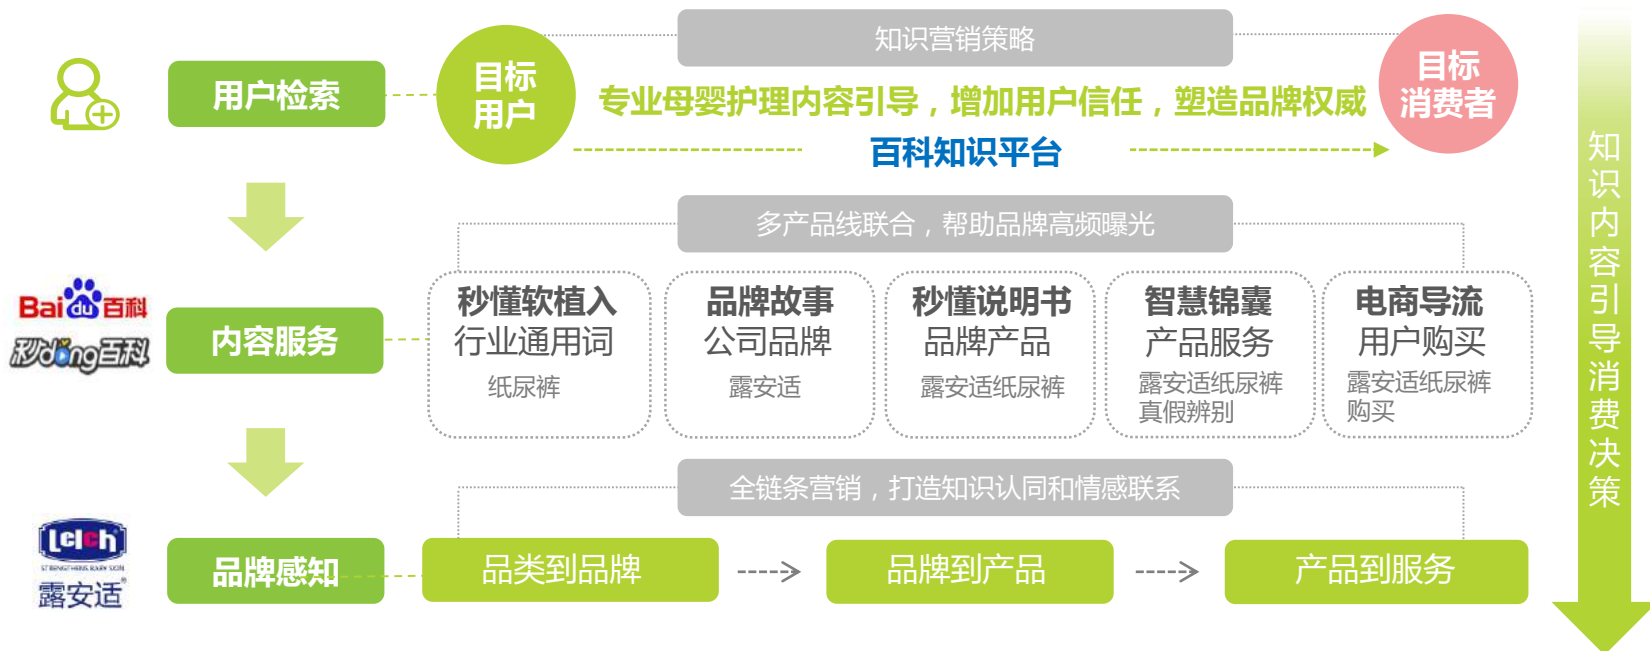 知识营销策略
用户检索
目标
用户
专业母婴护理内容引导，增加用户信任，塑造品牌权威
百科知识平台
目标
消费者
多产品线联合，帮助品牌高频曝光
Bai du 百科
秒dong百科
内容服务
秒懂软植入
行业通用词
纸尿裤
品牌故事
公司品牌
露安适
秒懂说明书
品牌产品
露安适纸尿裤
智慧锦囊
产品服务
露安适纸尿裤
真假辨别
电商导流
用户购买
露安适纸尿裤
购买
全链条营销，打造知识认同和情感联系
Lelch
露安适®
品牌感知
品类到品牌
品牌到产品
产品到服务
知识内容引导消费决策